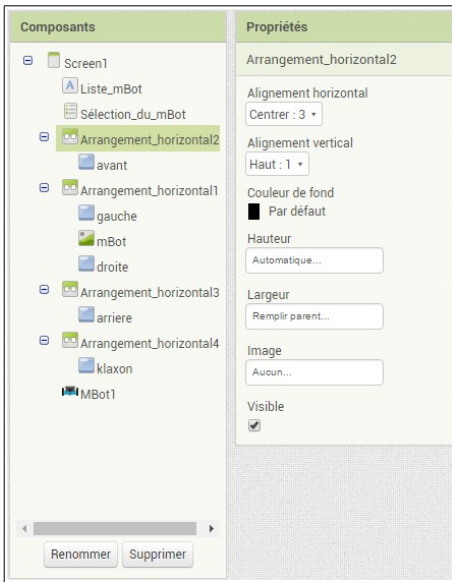 Composants
Screen1
Liste_mBot
Sélection_du_mBot
Arrangement_horizontal2
avant
Arrangement_horizontal1
gauche
mBot
droite
Arrangement_horizontal3
arriere
Arrangement_horizontal4
klaxon
MBot1
Renommer Supprimer
Propriétés
Arrangement_horizontal2
Alignement horizontal
Centrer : 3
Alignement vertical
Haut : 1
Couleur de fond
Par défaut
Hauteur
Automatique...
Largeur
Remplir parent...
Image
Aucun...
Visible